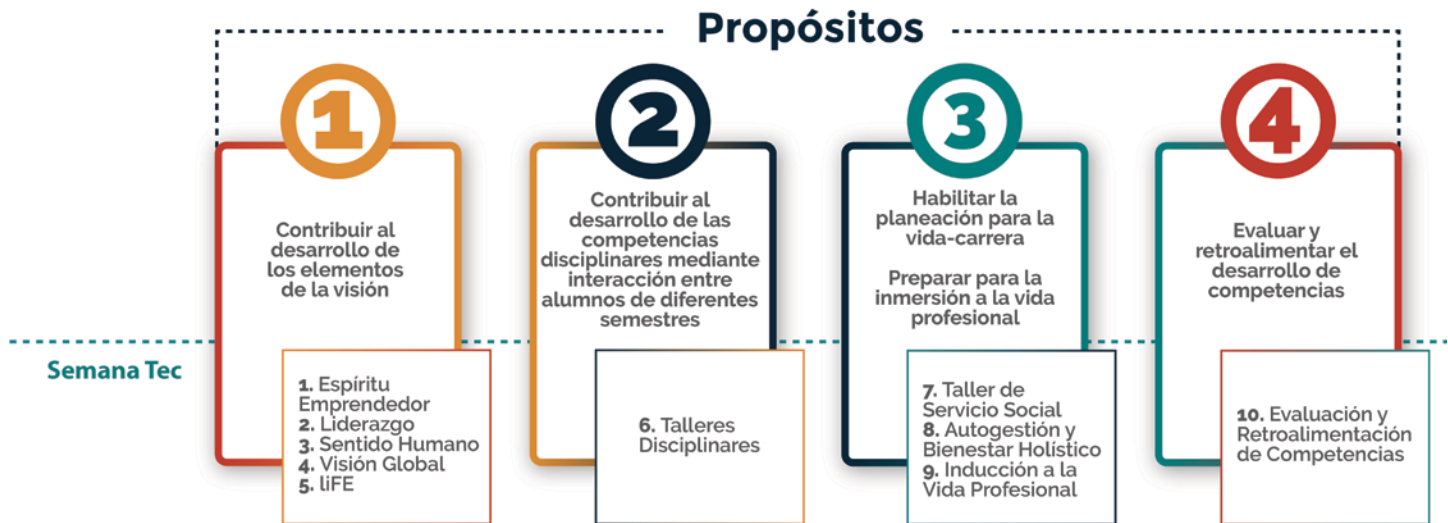 Propósitos
1
Contribuir al
desarrollo de
los elementos
de la visión
2
Contribuir al
desarrollo de las
competencias
disciplinares mediante
interacción entre
alumnos de diferentes
semestres
3
Habilitar la
planeación para la
vida-carrera
Preparar para la
inmersión a la vida
profesional
4
Evaluar y
retroalimentar el
desarrollo de
competencias
Semana Tec
1. Espíritu
Emprendedor
2. Liderazgo
3. Sentido Humano
4. Visión Global
5. liFE
6. Talleres
Disciplinares
7. Taller de
Servicio Social
8. Autogestión y
Bienestar Holístico
9. Inducción a la
Vida Profesional
10. Evaluación y
Retroalimentación
de Competencias